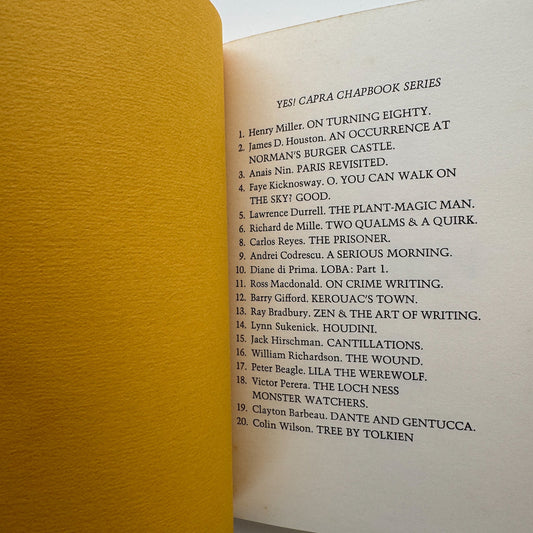 YES! CAPRA CHAPBOOK SERIES
1. Henry Miller. ON TURNING EIGHTY.
2. James D. Houston. AN OCCURRENCE AT
NORMAN'S BURGER CASTLE.
3. Anais Nin. PARIS REVISITED.
4. Faye Kicknosway. O. YOU CAN WALK ON
THE SKY? GOOD.
5. Lawrence Durrell. THE PLANT-MAGIC MAN.
6. Richard de Mille. TWO QUALMS & A QUIRK.
8. Carlos Reyes. THE PRISONER.
9. Andrei Codrescu. A SERIOUS MORNING.
10. Diane di Prima. LOBA: Part 1.
11. Ross Macdonald. ON CRIME WRITING.
12. Barry Gifford. KEROUAC'S TOWN.
13. Ray Bradbury. ZEN & THE ART OF WRITING.
14. Lynn Sukenick. HOUDINI.
15. Jack Hirschman. CANTILLATIONS.
16. William Richardson. THE WOUND.
17. Peter Beagle. LILA THE WEREWOLF.
18. Victor Perera. THE LOCH NESS
MONSTER WATCHERS.
19. Clayton Barbeau. DANTE AND GENTUCCA.
20. Colin Wilson. TREE BY TOLKIEN